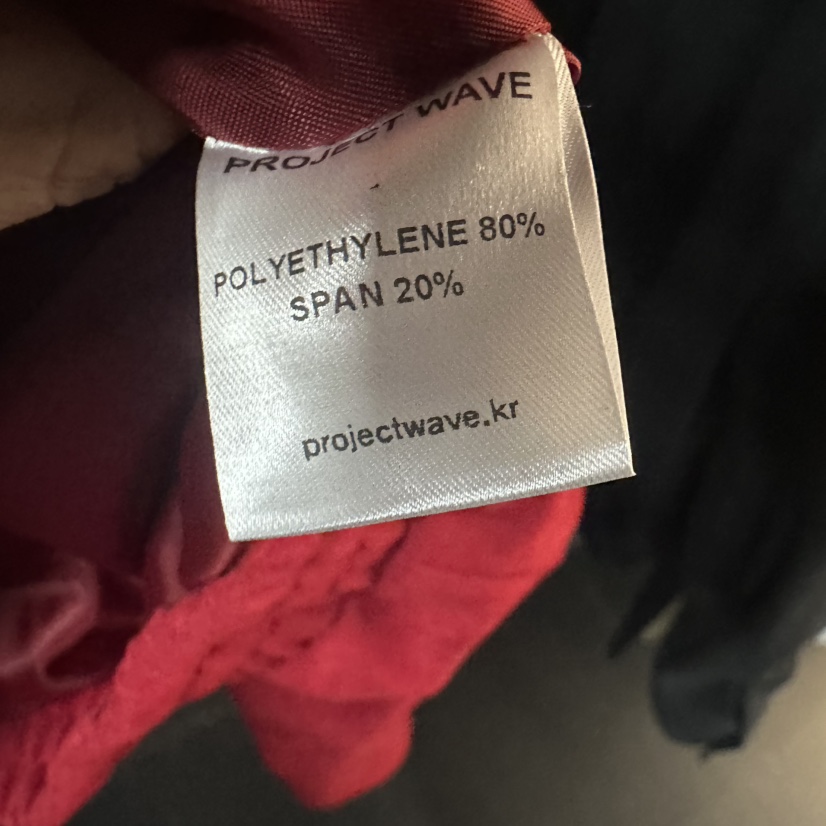 PROJECT WAVE
POLYETHYLENE 80%
SPAN 20%
projectwave.kr